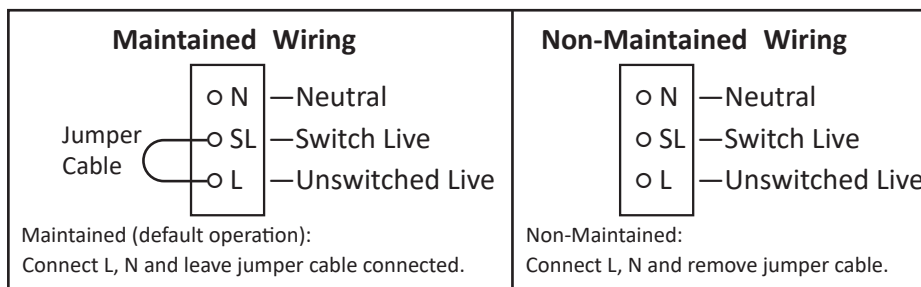 Maintained Wiring
N —Neutral
Jumper
Cable
SL —Switch Live
L —Unswitched Live
Maintained (default operation):
Connect L, N and leave jumper cable connected.
Non-Maintained Wiring
N —Neutral
SL —Switch Live
L —Unswitched Live
Non-Maintained:
Connect L, N and remove jumper cable.